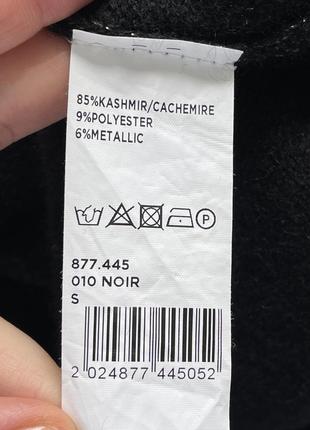 85%KASHMIR/CACHEMIRE
9%POLYESTER
6%METALLIC
P
877.445
010 NOIR
S
2 024877 445052